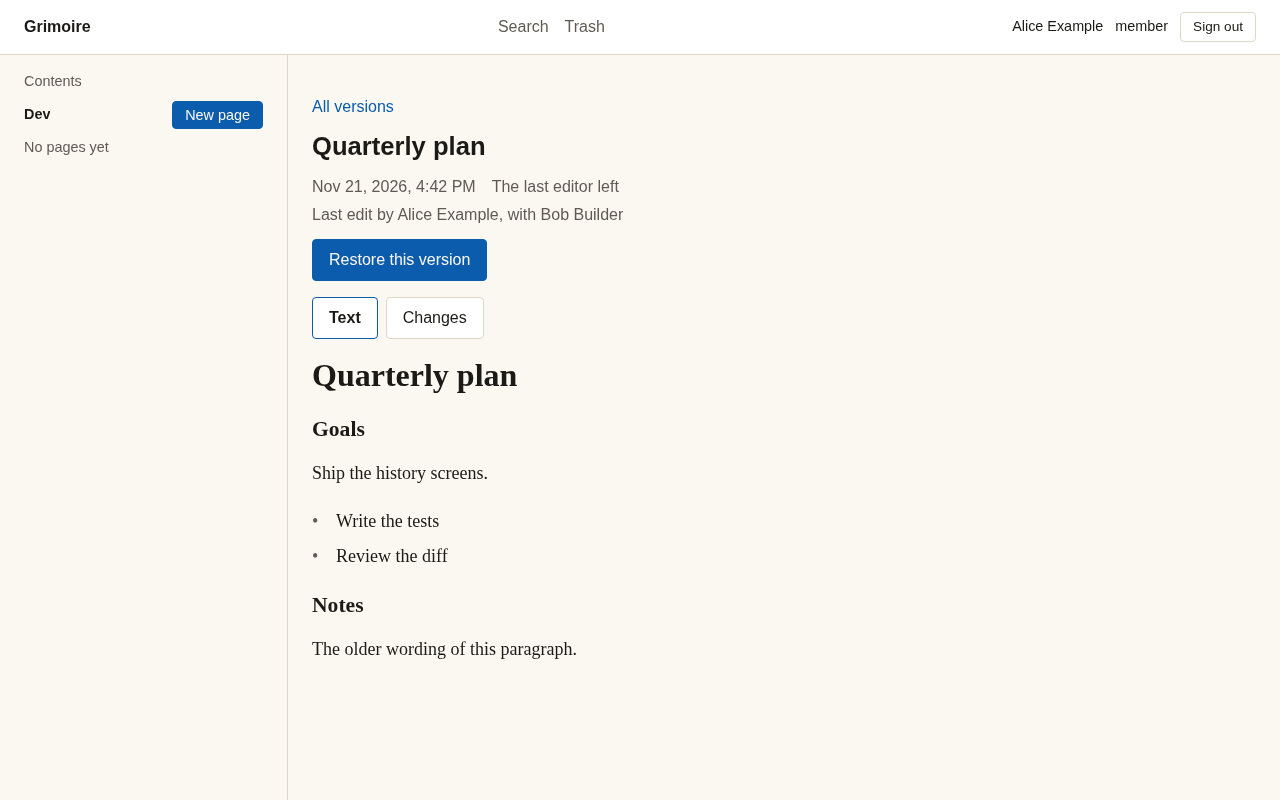 Grimoire
Search Trash
Alice Example member Sign out
Contents
Dev New page
No pages yet
All versions
Quarterly plan
Nov 21, 2026, 4:42 PM The last editor left
Last edit by Alice Example, with Bob Builder
Restore this version
Text Changes
Quarterly plan
Goals
Ship the history screens.
• Write the tests
• Review the diff
Notes
The older wording of this paragraph.